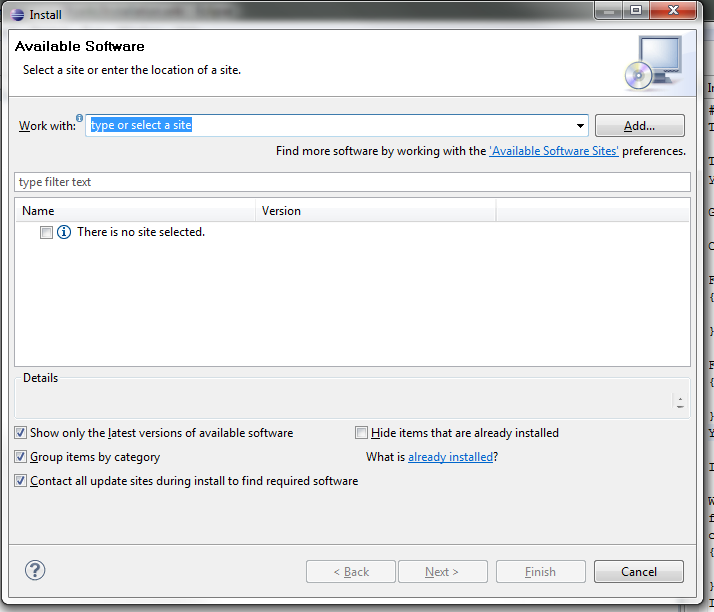 Install
Available Software
Select a site or enter the location of a site.
Work with: type or select a site Add...
Find more software by working with the 'Available Software Sites' preferences.
type filter text
Name Version
There is no site selected.
Details
Show only the latest versions of available software Hide items that are already installed
Group items by category What is already installed?
Contact all update sites during install to find required software
? < Back Next > Finish Cancel